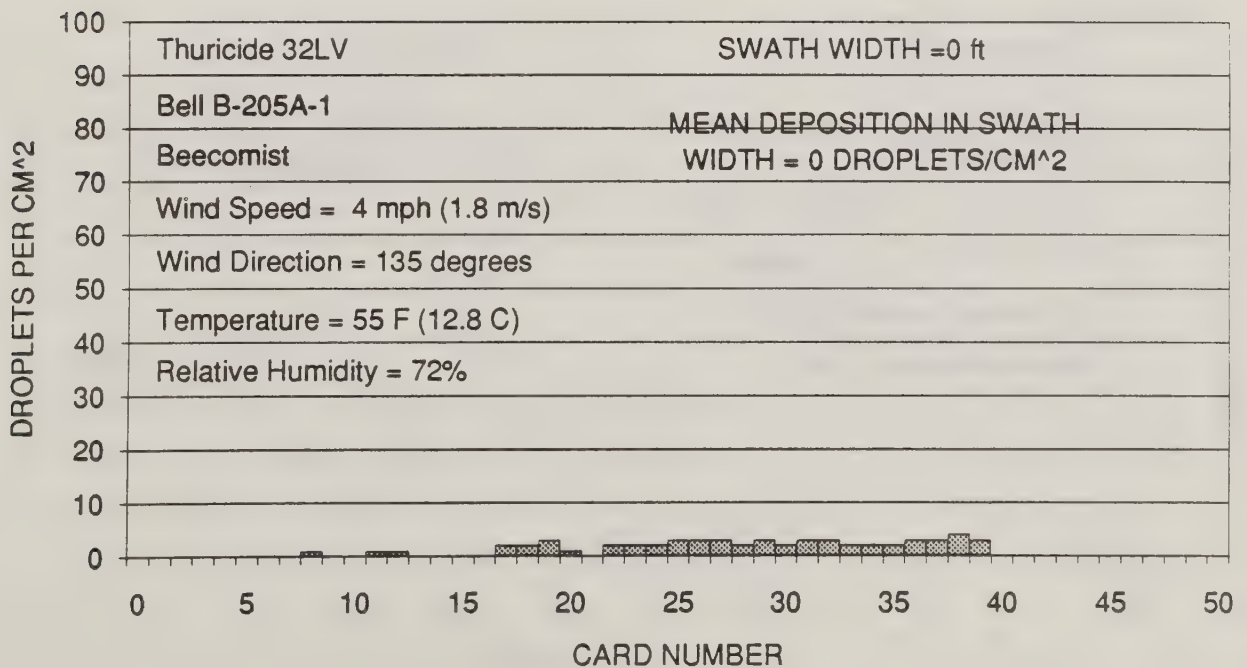 100
90
80
70
60
50
40
30
20
10
0
DROPLETS PER CM^2
Thuricide 32LV
SWATH WIDTH =0 ft
Bell B-205A-1
MEAN DEPOSITION IN SWATH
WIDTH = 0 DROPLETS/CM^2
Beecomist
Wind Speed = 4 mph (1.8 m/s)
Wind Direction = 135 degrees
Temperature = 55 F (12.8 C)
Relative Humidity = 72%
0 5 10 15 20 25 30 35 40 45 50
CARD NUMBER